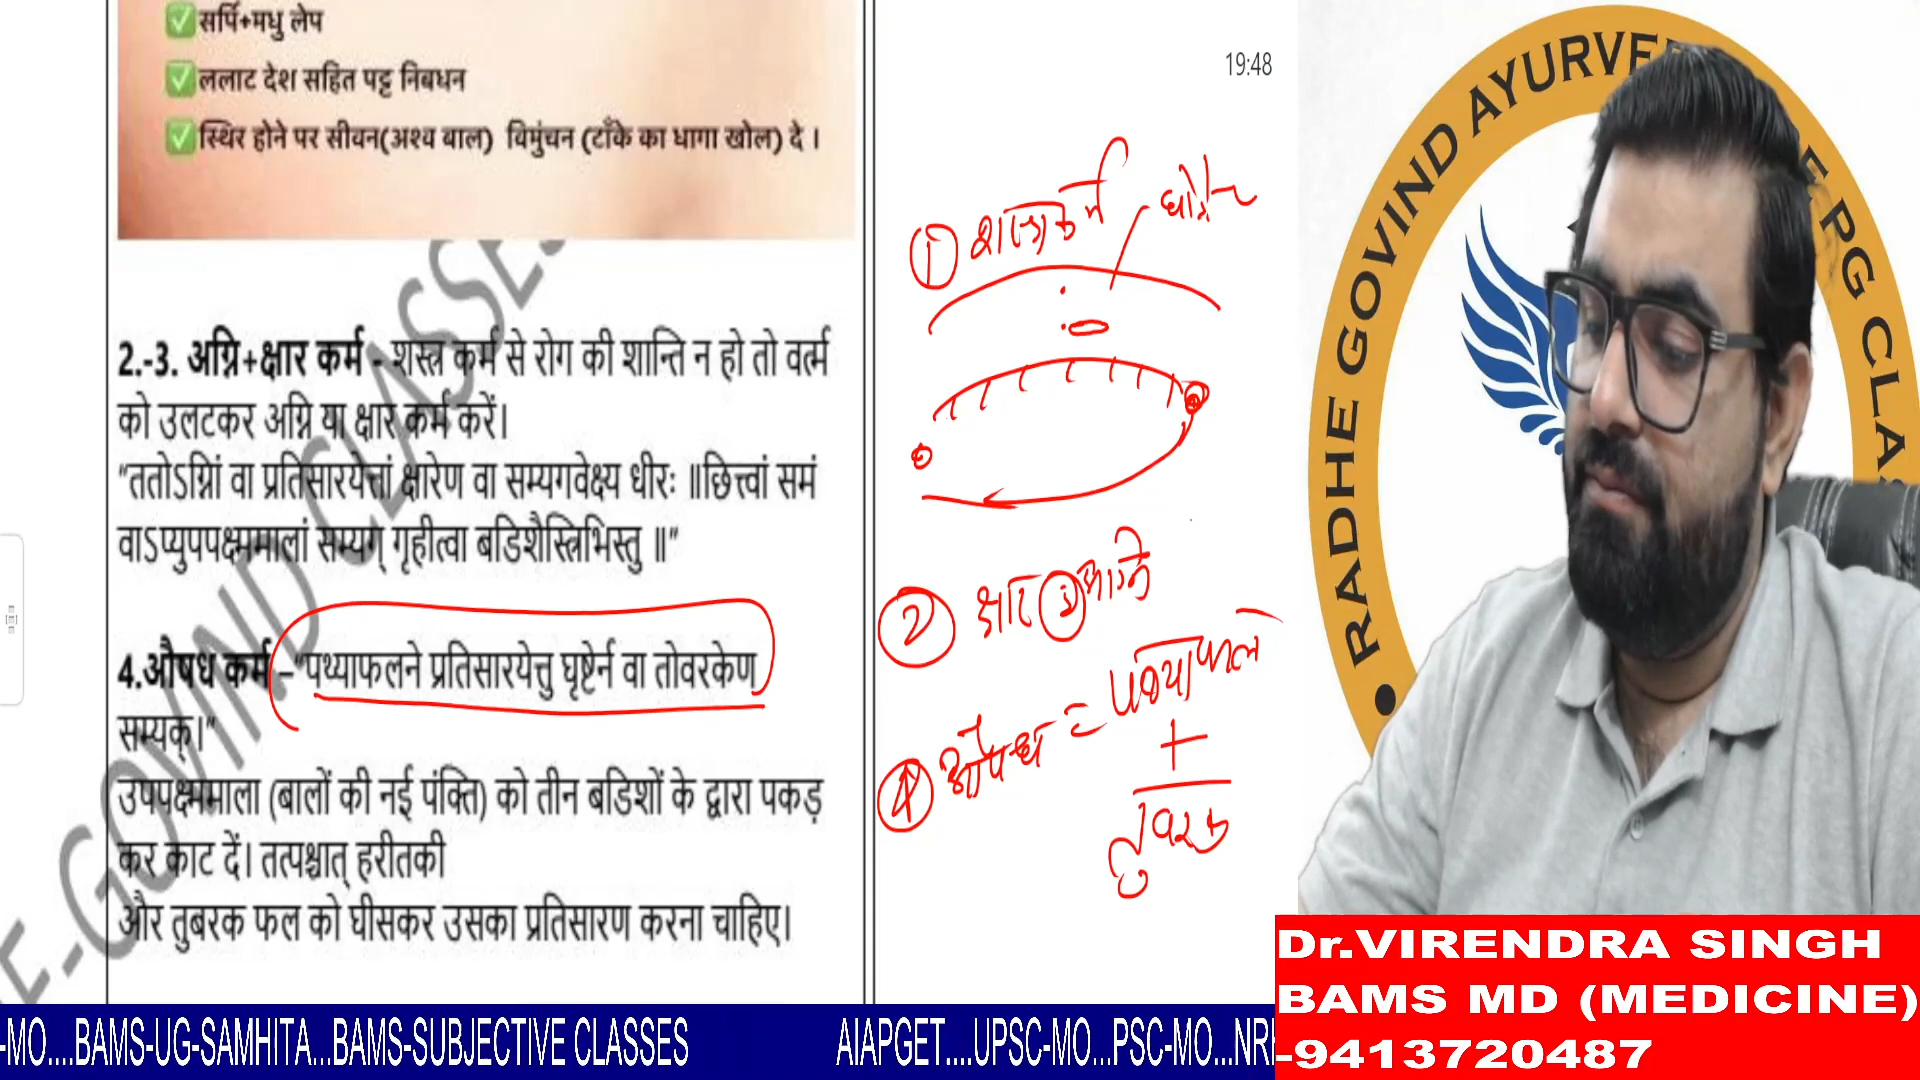 सर्पि+मधु लेप
ललाट देश सहित पट्ट निबधन
स्थिर होने पर सीवन(अश्व बाल) विमुंचन (टाँके का धागा खोल) दे ।
2.-3. अग्नि+क्षार कर्म - शस्त्र कर्म से रोग की शान्ति न हो तो वर्त्म
को उलटकर अग्नि या क्षार कर्म करें।
“ततोऽग्निं वा प्रतिसारयेत्तां क्षारेण वा सम्यगवेक्ष्य धीरः ॥छित्त्वां समं
वाऽप्युपपक्ष्ममालां सम्यग् गृहीत्वा बडिशैस्त्रिभिस्तु ॥”
4.औषध कर्म –“पथ्याफलने प्रतिसारयेत्तु घृष्टेर्न वा तोवरकेण
सम्यक्।”
उपपक्ष्ममाला (बालों की नई पंक्ति) को तीन बडिशों के द्वारा पकड़
कर काट दें। तत्पश्चात् हरीतकी
और तुबरक फल को घीसकर उसका प्रतिसारण करना चाहिए।
19:48
① शस्त्रकर्म
② क्षार ③ अग्नि
④ औषध = पथ्याफल
+
तुवरक
RADHE GOVIND AYURVE PG CLAS
E-GOVIND CLASSES
Dr.VIRENDRA SINGH
BAMS MD (MEDICINE)
-9413720487
-MO....BAMS-UG-SAMHITA...BAMS-SUBJECTIVE CLASSES
AIAPGET....UPSC-MO...PSC-MO...NRI